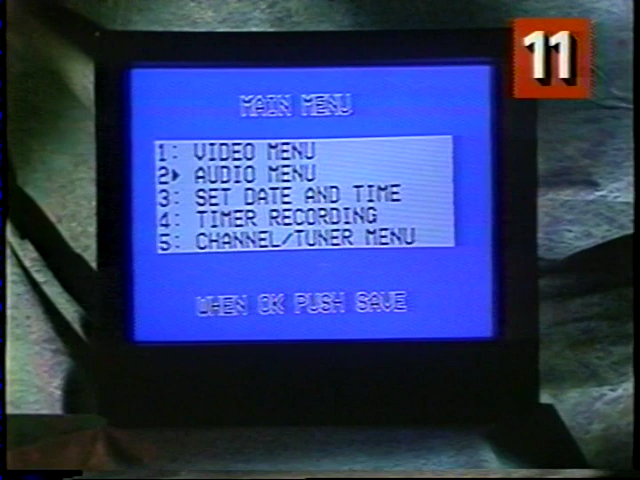 11
MAIN MENU
1: VIDEO MENU
2▸ AUDIO MENU
3: SET DATE AND TIME
4: TIMER RECORDING
5: CHANNEL/TUNER MENU
WHEN OK PUSH SAVE